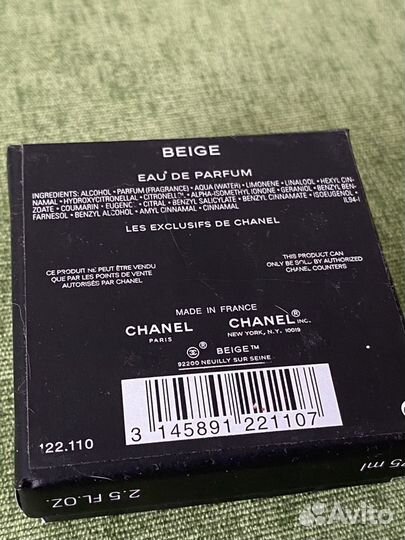 BEIGE
EAU DE PARFUM
INGREDIENTS: ALCOHOL • PARFUM (FRAGRANCE) • AQUA (WATER) • LIMONENE • LINALOOL • HEXYL CIN-
NAMAL • HYDROXYCITRONELLAL • CITRONELLOL • ALPHA-ISOMETHYL IONONE • GERANIOL • BENZYL BEN-
ZOATE • COUMARIN • EUGENOL • CITRAL • BENZYL SALICYLATE • BENZYL CINNAMATE • ISOEUGENOL
FARNESOL • BENZYL ALCOHOL • AMYL CINNAMAL • CINNAMAL IL94-I
LES EXCLUSIFS DE CHANEL
CE PRODUIT NE PEUT ÊTRE VENDU
QUE PAR LES POINTS DE VENTE
AUTORISÉS PAR CHANEL
THIS PRODUCT CAN
ONLY BE SOLD BY AUTHORIZED
CHANEL COUNTERS
MADE IN FRANCE
CHANEL CHANEL® INC.
PARIS NEW YORK, N.Y. 10019
® BEIGE™
92200 NEUILLY SUR SEINE
3 145891 221107
122.110
2.5 FL.OZ.
75 ml
Avito